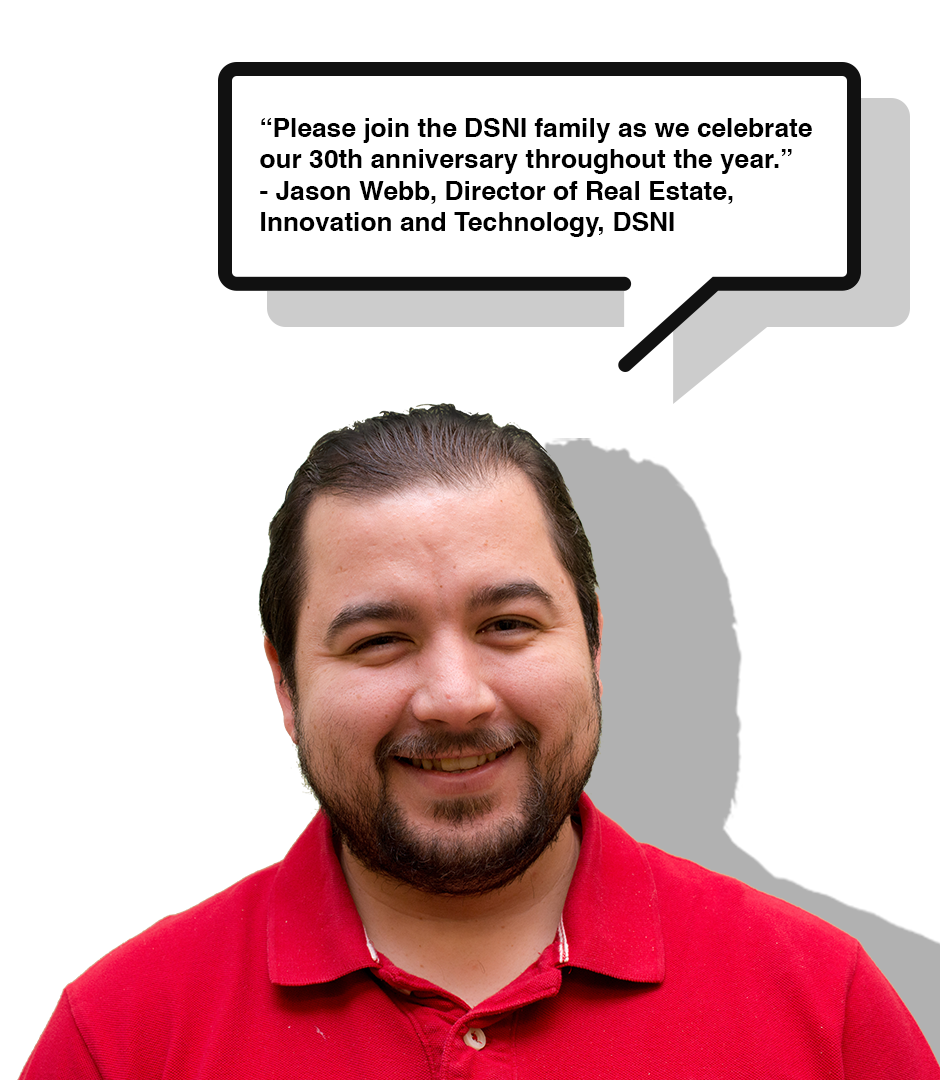 “Please join the DSNI family as we celebrate
our 30th anniversary throughout the year.”
- Jason Webb, Director of Real Estate,
Innovation and Technology, DSNI